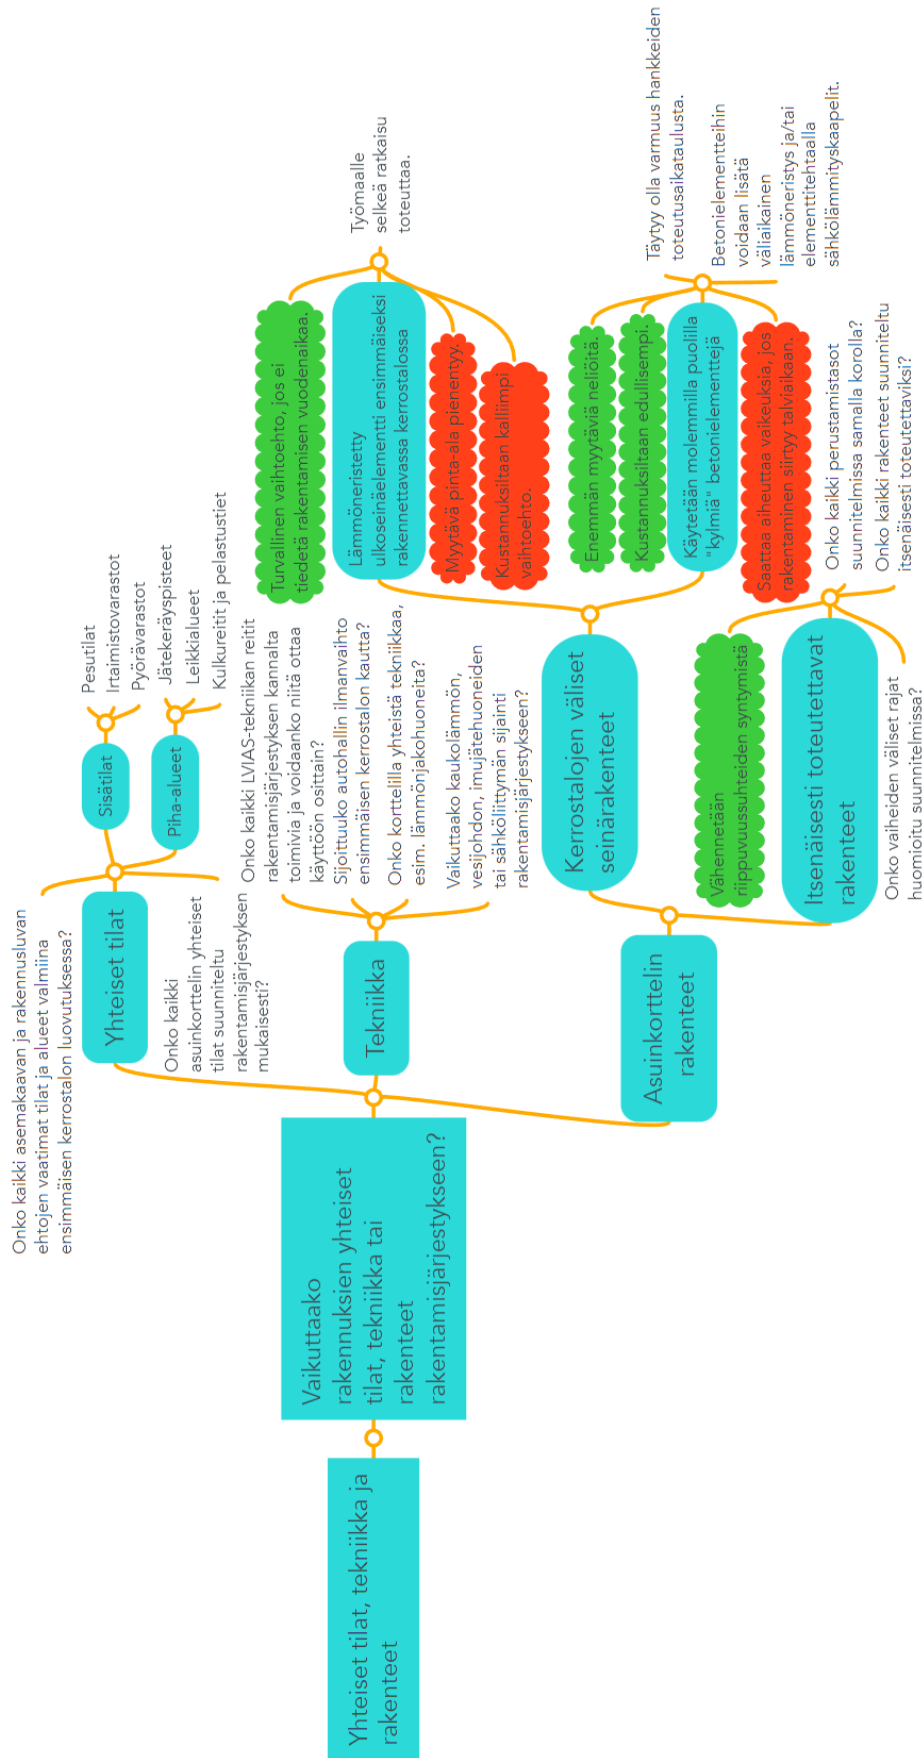 Yhteiset tilat, tekniikka ja
rakenteet
Vaikuttaako
rakennuksien yhteiset
tilat, tekniikka tai
rakenteet
rakentamisjärjestykseen?
Onko kaikki asemakaavan ja rakennusluvan
ehtojen vaatimat tilat ja alueet valmiina
ensimmäisen kerrostalon luovutuksessa?
Yhteiset tilat
Onko kaikki
asuinkorttelin yhteiset
tilat suunniteltu
rakentamisjärjestyksen
mukaisesti?
Sisätilat
Pesutilat
Irtaimistovarastot
Pyörävarastot
Piha-alueet
Jätekeräyspisteet
Leikkialueet
Kulkureitit ja pelastustiet
Tekniikka
Onko kaikki LVIAS-tekniikan reitit
rakentamisjärjestyksen kannalta
toimivia ja voidaanko niitä ottaa
käyttöön osittain?
Sijoittuuko autohallin ilmanvaihto
ensimmäisen kerrostalon kautta?
Onko korttelilla yhteistä tekniikkaa,
esim. lämmönjakohuoneita?
Vaikuttaako kaukolämmön,
vesijohdon, imujätehuoneiden
tai sähköliittymän sijainti
rakentamisjärjestykseen?
Asuinkorttelin
rakenteet
Kerrostalojen väliset
seinärakenteet
Turvallinen vaihtoehto, jos ei
tiedetä rakentamisen vuodenaikaa.
Lämmöneristetty
ulkoseinäelementti ensimmäiseksi
rakennettavassa kerrostalossa
Myytävä pinta-ala pienentyy.
Kustannuksiltaan kalliimpi
vaihtoehto.
Työmaalle
selkeä ratkaisu
toteuttaa.
Enemmän myytäviä neliöitä.
Kustannuksiltaan edullisempi.
Käytetään molemmilla puolilla
"kylmiä" betonielementtejä
Saattaa aiheuttaa vaikeuksia, jos
rakentaminen siirtyy talviaikaan.
Täytyy olla varmuus hankkeiden
toteutusaikataulusta.
Betonielementteihin
voidaan lisätä
väliaikainen
lämmöneristys ja/tai
elementtitehtaalla
sähkölämmityskaapelit.
Vähennetään
riippuvuussuhteiden syntymistä
Itsenäisesti toteutettavat
rakenteet
Onko kaikki perustamistasot
suunnitelmissa samalla korolla?
Onko kaikki rakenteet suunniteltu
itsenäisesti toteutettaviksi?
Onko vaiheiden väliset rajat
huomioitu suunnitelmissa?